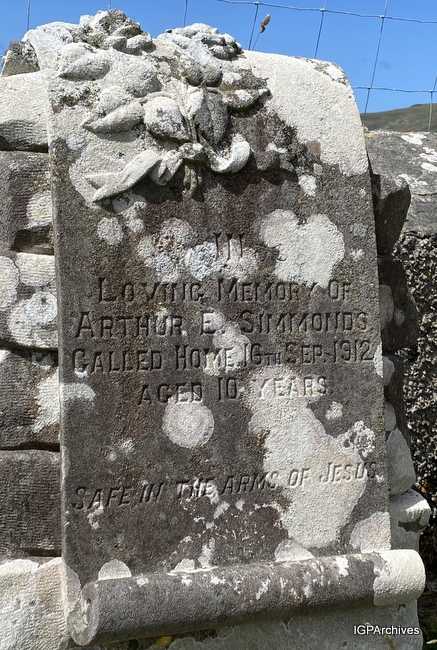 IN
LOVING MEMORY OF
ARTHUR E. SIMMONDS
CALLED HOME 16TH SEP. 1912
AGED 10 YEARS.
SAFE IN THE ARMS OF JESUS
IGPArchives